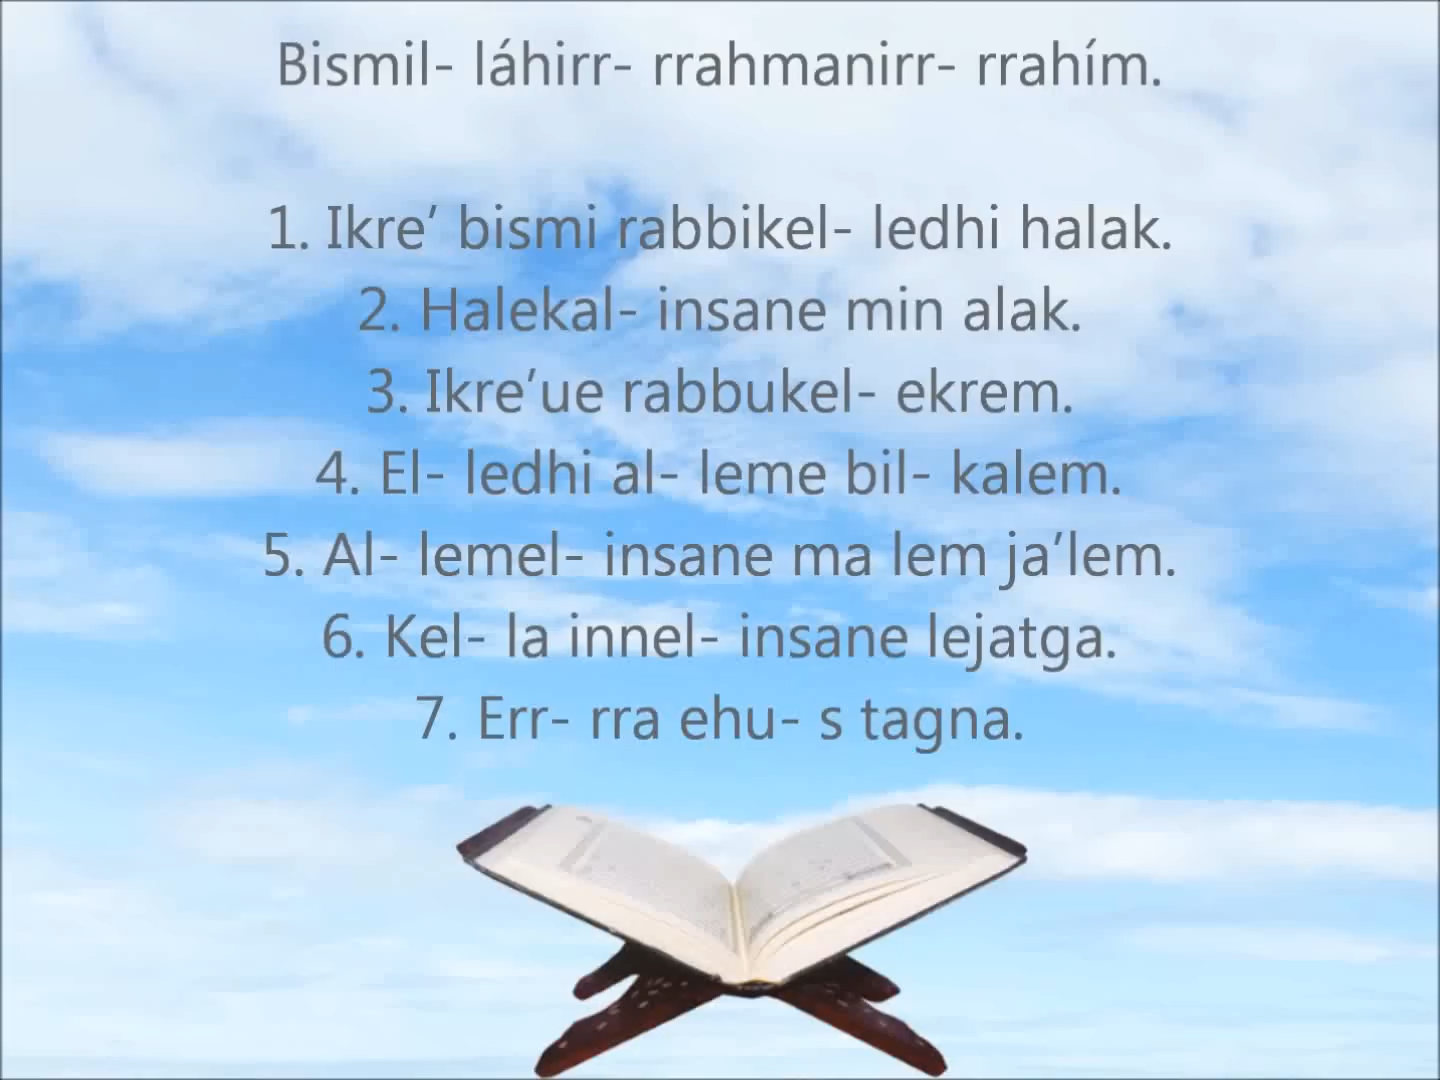 Bismil- láhirr- rrahmanirr- rrahím.
1. Ikre’ bismi rabbikel- ledhi halak.
2. Halekal- insane min alak.
3. Ikre’ue rabbukel- ekrem.
4. El- ledhi al- leme bil- kalem.
5. Al- lemel- insane ma lem ja’lem.
6. Kel- la innel- insane lejatga.
7. Err- rra ehu- s tagna.